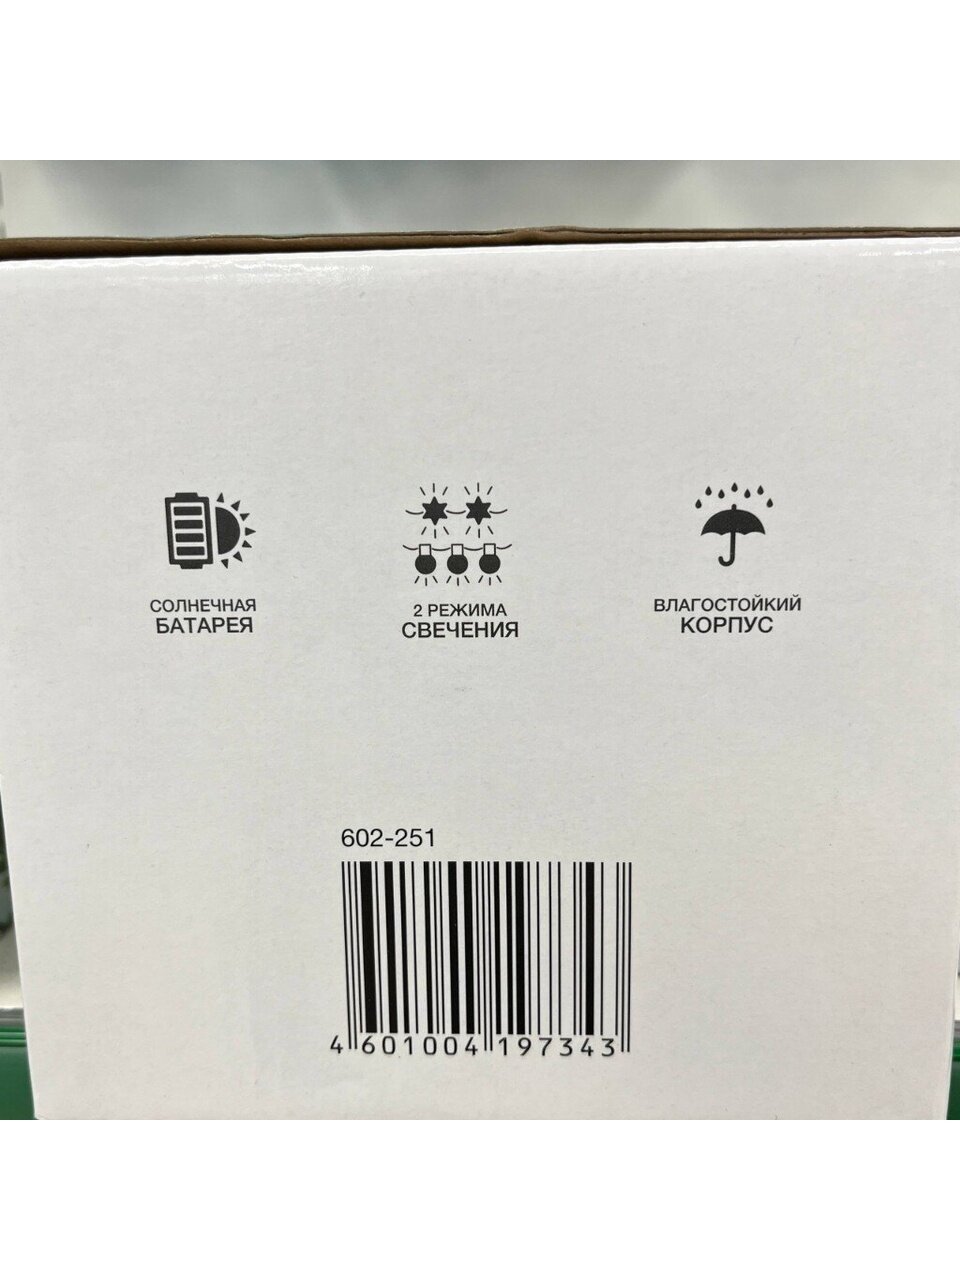 СОЛНЕЧНАЯ
БАТАРЕЯ
2 РЕЖИМА
СВЕЧЕНИЯ
ВЛАГОСТОЙКИЙ
КОРПУС
602-251
4 601004 197343